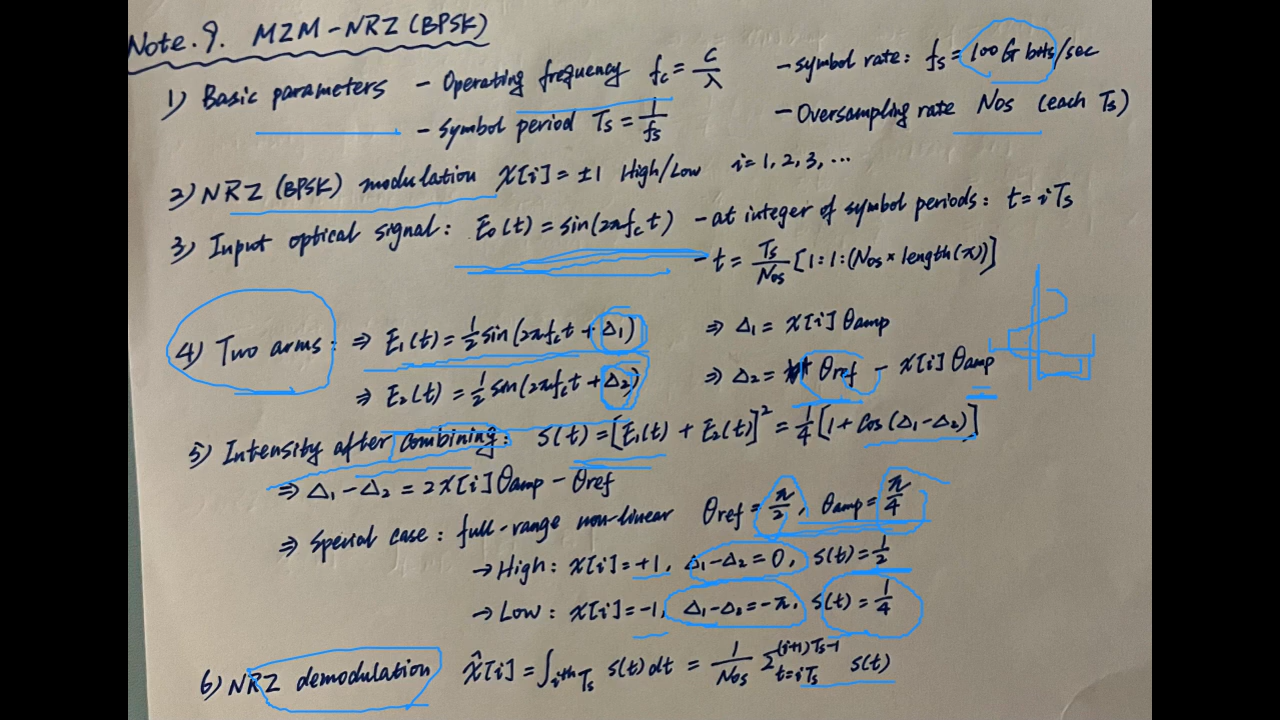 Note.9. MZM-NRZ (BPSK)
1) Basic parameters - Operating frequency fc = C/λ - symbol rate: fs = 100 G bits/sec
- Symbol period Ts = 1/fs - Oversampling rate Nos (each Ts)
2) NRZ (BPSK) modulation x[i] = ±1 High/Low i = 1, 2, 3, ...
3) Input optical signal: E₀(t) = sin(2πfct) - at integer of symbol periods: t = iTs
- t = Ts/Nos [1:1:(Nos × length(x))]
4) Two arms: ⇒ E₁(t) = 1/2 sin(2πfct + Δ₁) ⇒ Δ₁ = x[i] θamp
⇒ E₂(t) = 1/2 sin(2πfct + Δ₂) ⇒ Δ₂ = θref - x[i] θamp
5) Intensity after combining: s(t) = [E₁(t) + E₂(t)]² = 1/4 [1 + cos(Δ₁-Δ₂)]
⇒ Δ₁-Δ₂ = 2x[i]θamp - θref
⇒ Special case: full-range non-linear θref = π/2, θamp = π/4
→ High: x[i] = +1, Δ₁-Δ₂ = 0, s(t) = 1/2
→ Low: x[i] = -1, Δ₁-Δ₂ = -π, s(t) = 1/4
6) NRZ demodulation x̂[i] = ∫ i th Ts s(t) dt = 1/Nos Σ_{t=iTs}^{(i+1)Ts-1} s(t)